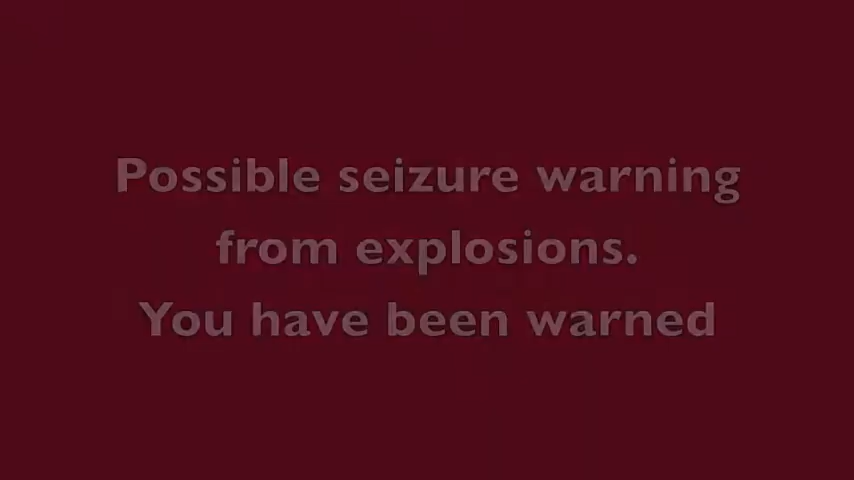 Possible seizure warning
from explosions.
You have been warned